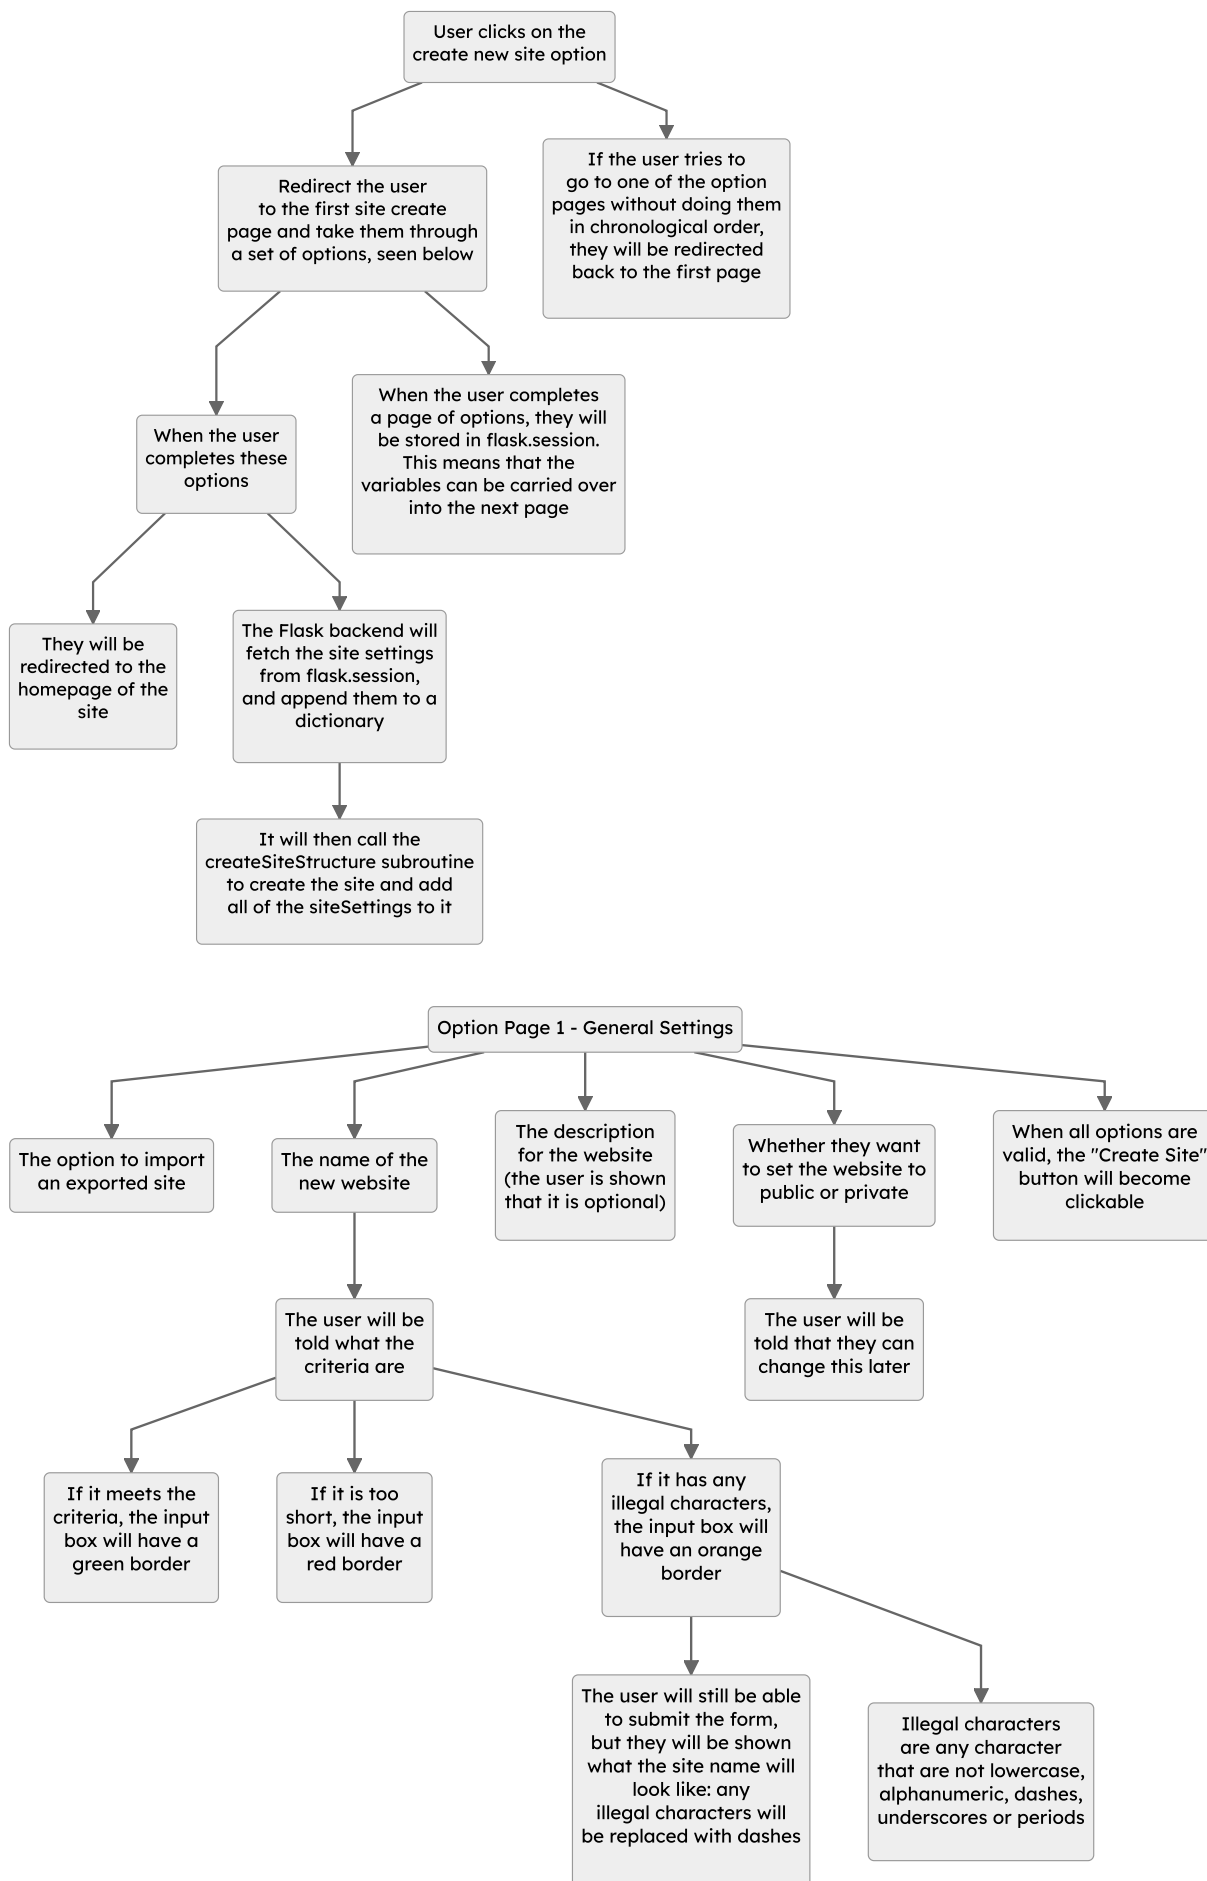 User clicks on the
create new site option
Redirect the user
to the first site create
page and take them through
a set of options, seen below
If the user tries to
go to one of the option
pages without doing them
in chronological order,
they will be redirected
back to the first page
When the user
completes these
options
When the user completes
a page of options, they will
be stored in flask.session.
This means that the
variables can be carried over
into the next page
They will be
redirected to the
homepage of the
site
The Flask backend will
fetch the site settings
from flask.session,
and append them to a
dictionary
It will then call the
createSiteStructure subroutine
to create the site and add
all of the siteSettings to it
Option Page 1 - General Settings
The option to import
an exported site
The name of the
new website
The description
for the website
(the user is shown
that it is optional)
Whether they want
to set the website to
public or private
When all options are
valid, the "Create Site"
button will become
clickable
The user will be
told what the
criteria are
The user will be
told that they can
change this later
If it meets the
criteria, the input
box will have a
green border
If it is too
short, the input
box will have a
red border
If it has any
illegal characters,
the input box will
have an orange
border
The user will still be able
to submit the form,
but they will be shown
what the site name will
look like: any
illegal characters will
be replaced with dashes
Illegal characters
are any character
that are not lowercase,
alphanumeric, dashes,
underscores or periods